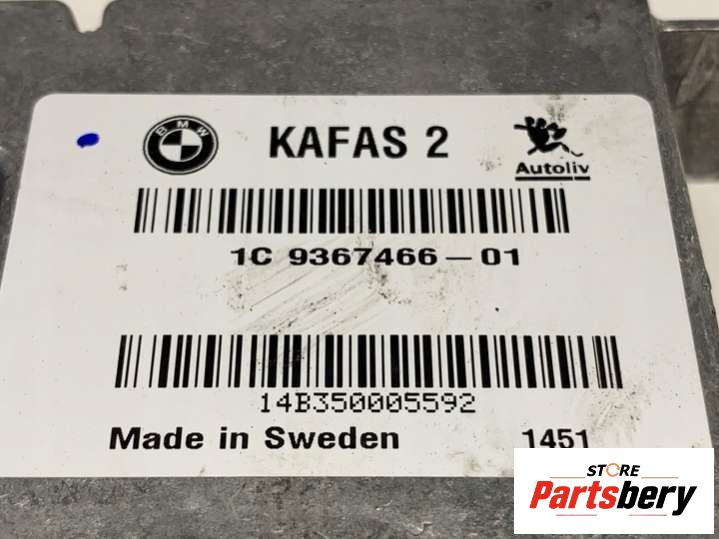 BMW
KAFAS 2
Autoliv
1C 9367466-01
14B350005592
Made in Sweden 1451
STORE
Partsbery